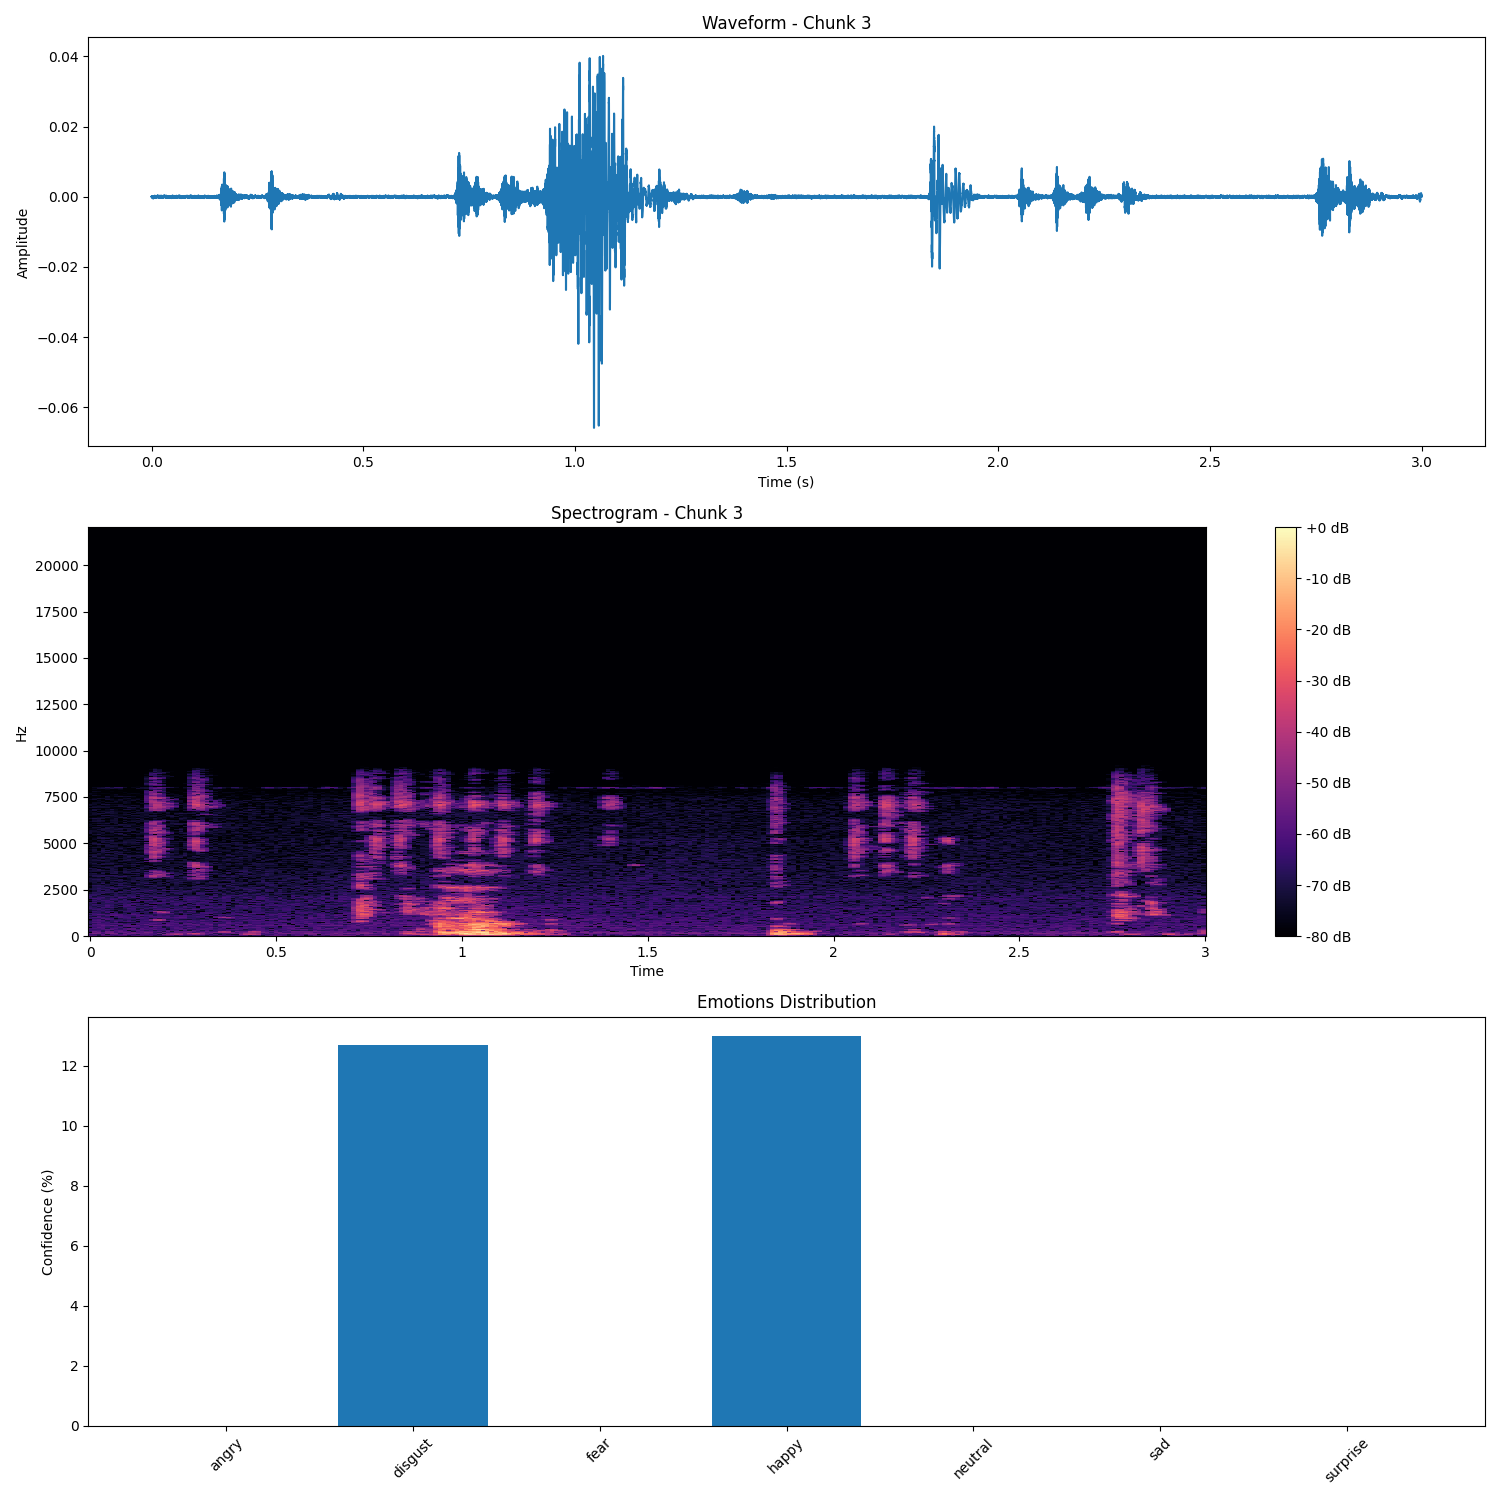 Waveform - Chunk 3
0.04
0.02
0.00
−0.02
−0.04
−0.06
Amplitude
0.0 0.5 1.0 1.5 2.0 2.5 3.0
Time (s)
Spectrogram - Chunk 3
20000
17500
15000
12500
10000
7500
5000
2500
0
Hz
0 0.5 1 1.5 2 2.5 3
Time
+0 dB
-10 dB
-20 dB
-30 dB
-40 dB
-50 dB
-60 dB
-70 dB
-80 dB
Emotions Distribution
12
10
8
6
4
2
0
Confidence (%)
angry disgust fear happy neutral sad surprise